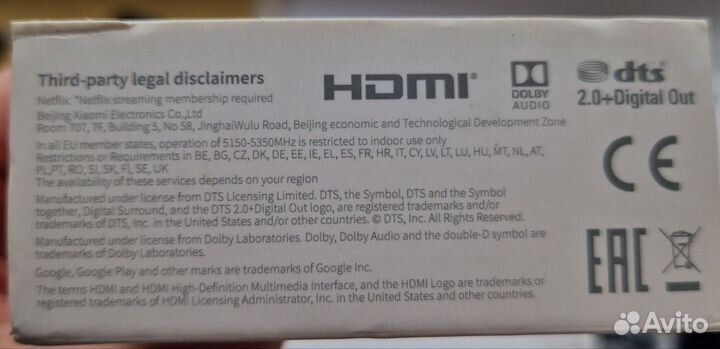 Third-party legal disclaimers
Netflix: *Netflix streaming membership required
Beijing Xiaomi Electronics Co.,Ltd
Room 707, 7F, Building 5, No 58, JinghaiWulu Road, Beijing economic and Technological Development Zone
In all EU member states, operation of 5150-5350MHz is restricted to indoor use only
Restrictions or Requirements in BE, BG, CZ, DK, DE, EE, IE, EL, ES, FR, HR, IT, CY, LV, LT, LU, HU, MT, NL, AT,
PL,PT, RO, SI, SK, FI, SE, UK
The availability of these services depends on your region
Manufactured under license from DTS Licensing Limited. DTS, the Symbol, DTS and the Symbol
together, Digital Surround, and the DTS 2.0+Digital Out logo, are registered trademarks and/or
trademarks of DTS, Inc. in the United States and/or other countries. © DTS, Inc. All Rights Reserved.
Manufactured under license from Dolby Laboratories. Dolby, Dolby Audio and the double-D symbol are
trademarks of Dolby Laboratories.
Google, Google Play and other marks are trademarks of Google Inc.
The terms HDMI and HDMI High-Definition Multimedia Interface, and the HDMI Logo are trademarks or
registered trademarks of HDMI Licensing Administrator, Inc. in the United States and other countries.
HDMI
DOLBY
AUDIO
dts
2.0+Digital Out
CE
EAC
Avito